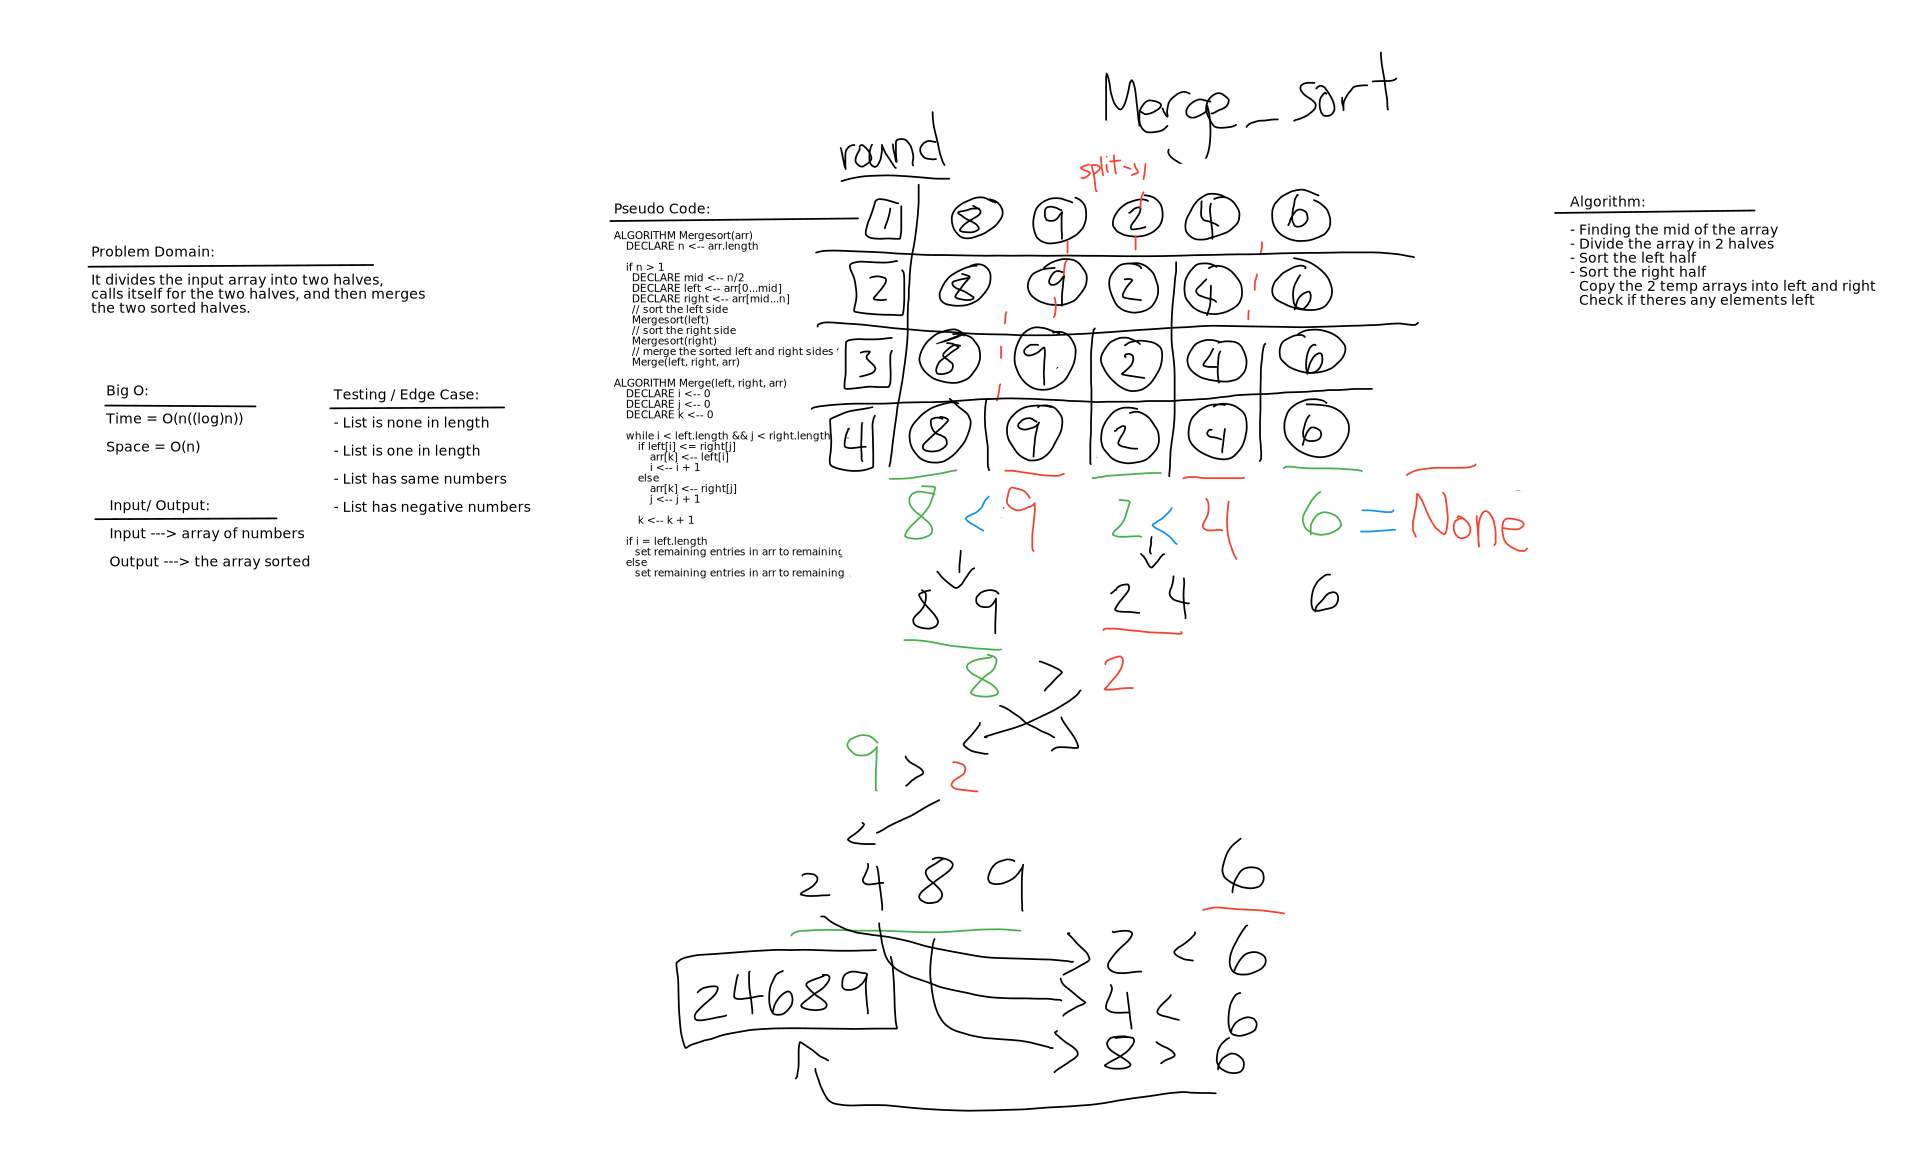 Merge_sort
round
split->1
1 8 9 2 4 6
2 8 9 2 4 6
3 8 9 2 4 6
4 8 9 2 4 6
8 < 9 2 < 4 6 = None
8 9 2 4 6
8 > 2
9 > 2
2 4 8 9 6
2 < 6
4 < 6
8 > 6
24689
Problem Domain:
It divides the input array into two halves,
calls itself for the two halves, and then merges
the two sorted halves.
Big O:
Time = O(n((log)n))
Space = O(n)
Testing / Edge Case:
- List is none in length
- List is one in length
- List has same numbers
- List has negative numbers
Input/ Output:
Input ---> array of numbers
Output ---> the array sorted
Pseudo Code:
ALGORITHM Mergesort(arr)
DECLARE n <-- arr.length
if n > 1
DECLARE mid <-- n/2
DECLARE left <-- arr[0...mid]
DECLARE right <-- arr[mid...n]
// sort the left side
Mergesort(left)
// sort the right side
Mergesort(right)
// merge the sorted left and right sides
Merge(left, right, arr)
ALGORITHM Merge(left, right, arr)
DECLARE i <-- 0
DECLARE j <-- 0
DECLARE k <-- 0
while i < left.length && j < right.length
if left[i] <= right[j]
arr[k] <-- left[i]
i <-- i + 1
else
arr[k] <-- right[j]
j <-- j + 1
k <-- k + 1
if i = left.length
set remaining entries in arr to remaining
else
set remaining entries in arr to remaining
Algorithm:
- Finding the mid of the array
- Divide the array in 2 halves
- Sort the left half
- Sort the right half
Copy the 2 temp arrays into left and right
Check if theres any elements left